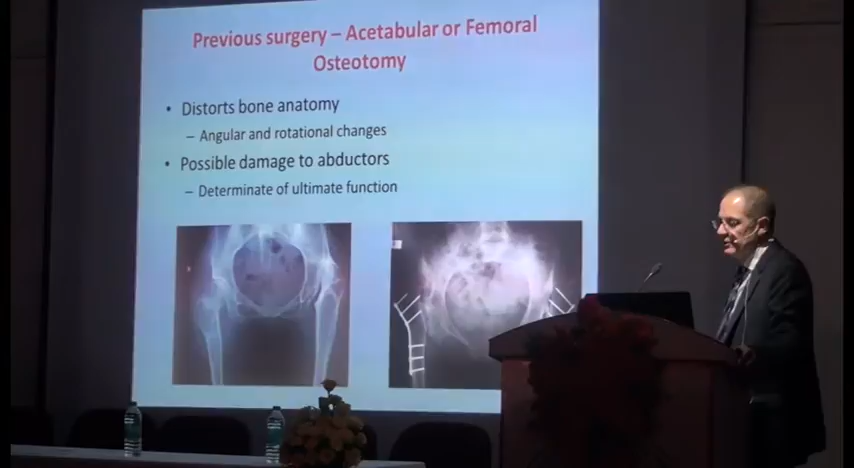 Previous surgery – Acetabular or Femoral
Osteotomy
• Distorts bone anatomy
– Angular and rotational changes
• Possible damage to abductors
– Determinate of ultimate function